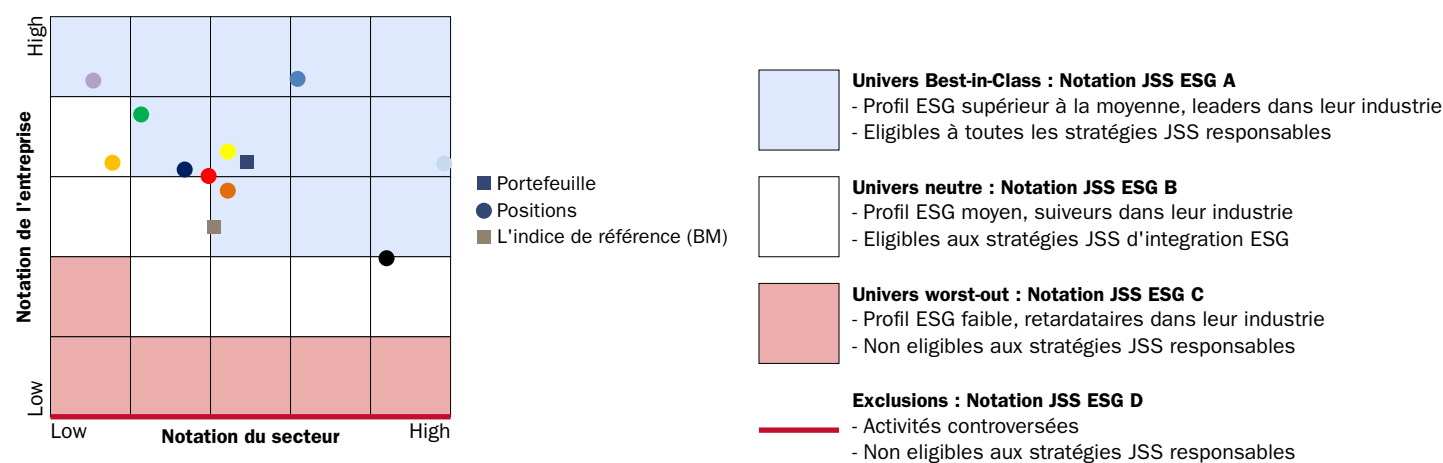 High
Notation de l'entreprise
Low
Low
Notation du secteur
High
Portefeuille
Positions
L'indice de référence (BM)
Univers Best-in-Class : Notation JSS ESG A
- Profil ESG supérieur à la moyenne, leaders dans leur industrie
- Eligibles à toutes les stratégies JSS responsables
Univers neutre : Notation JSS ESG B
- Profil ESG moyen, suiveurs dans leur industrie
- Eligibles aux stratégies JSS d'integration ESG
Univers worst-out : Notation JSS ESG C
- Profil ESG faible, retardataires dans leur industrie
- Non eligibles aux stratégies JSS responsables
Exclusions : Notation JSS ESG D
- Activités controversées
- Non eligibles aux stratégies JSS responsables